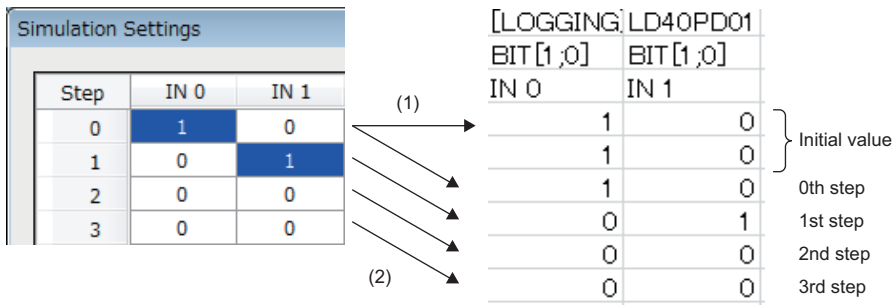 Simulation Settings
Step IN 0 IN 1
0 1 0
1 0 1
2 0 0
3 0 0
(1)
(2)
[LOGGING] LD40PD01
BIT[1;0] BIT[1;0]
IN 0 IN 1
1 0
1 0
Initial value
1 0 0th step
0 1 1st step
0 0 2nd step
0 0 3rd step